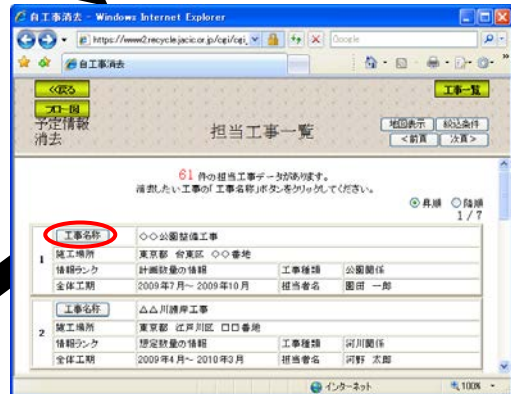 自工事消去 - Windows Internet Explorer
https://www2.recycle.jacic.or.jp/cgi/cgi_
Google
自工事消去
<<戻る
工事一覧
フロー図
予定情報
消去
担当工事一覧
地図表示 絞込条件
<前頁 次頁>
61 件の担当工事データがあります。
消去したい工事の「工事名称」ボタンをクリックしてください。
昇順 降順
1 / 7
1
工事名称 ◇◇公園整備工事
施工場所 東京都 台東区 ◇◇番地
情報ランク 計画数量の情報 工事種類 公園関係
全体工期 2009年7月～2009年10月 担当者名 園田 一郎
2
工事名称 △△川護岸工事
施工場所 東京都 江戸川区 口口番地
情報ランク 想定数量の情報 工事種類 河川関係
全体工期 2009年4月～2010年3月 担当者名 河野 太郎
インターネット 100%